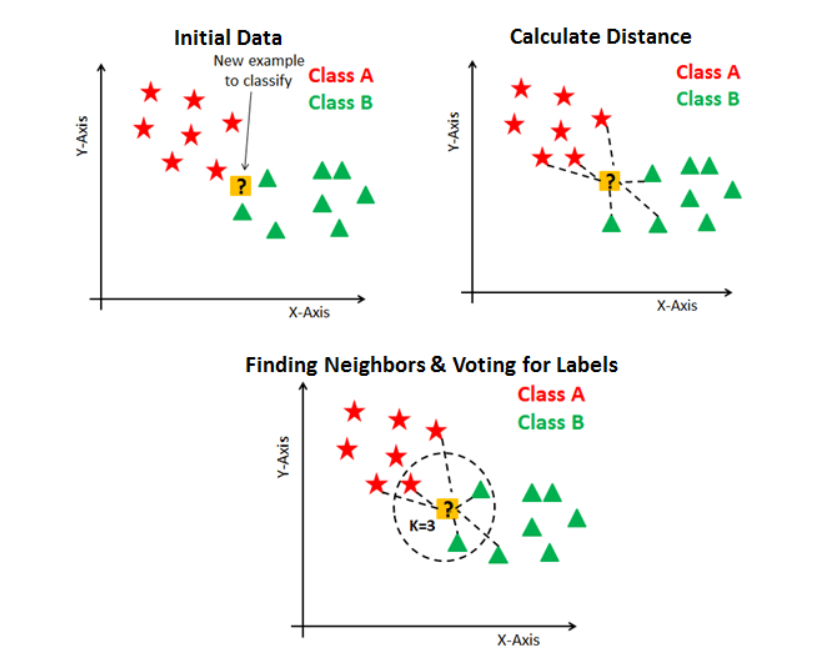 Initial Data
New example
to classify
Class A
Class B
Y-Axis
?
X-Axis
Calculate Distance
Class A
Class B
Y-Axis
?
X-Axis
Finding Neighbors & Voting for Labels
Class A
Class B
Y-Axis
?
K=3
X-Axis